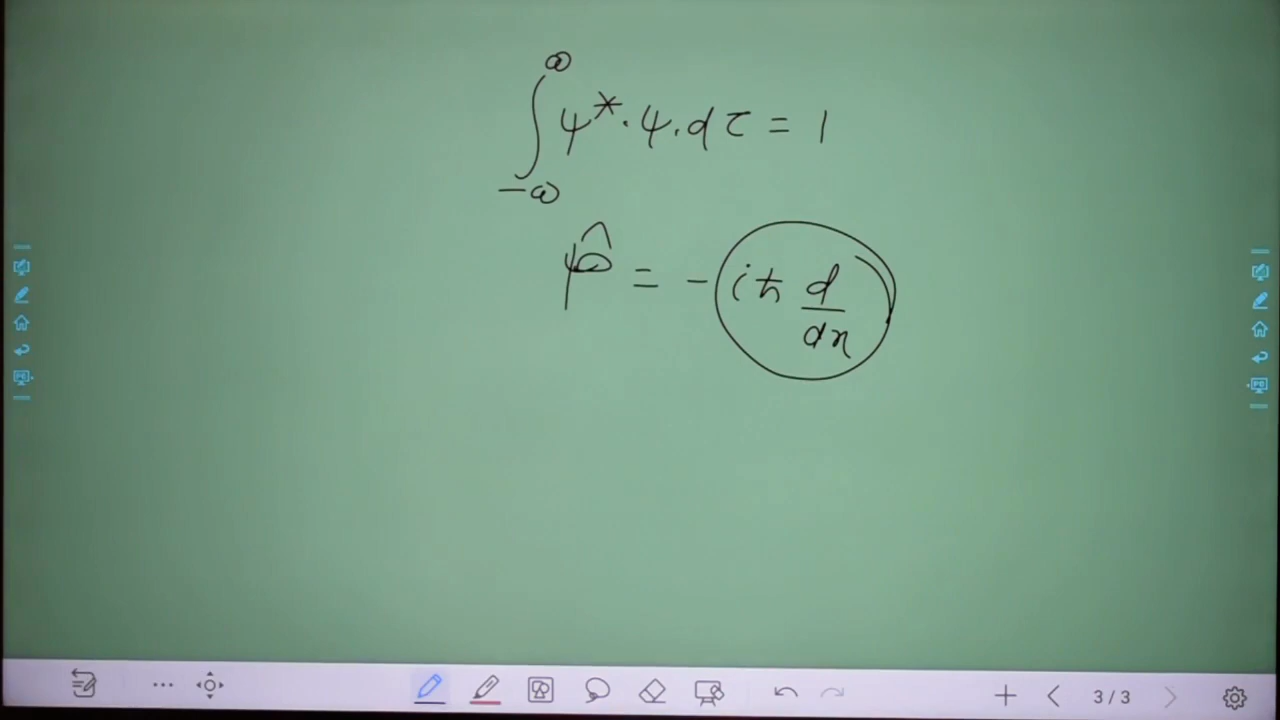 ∫_{-∞}^{∞} ψ*·ψ·dτ = 1
p̂ = -iħ d/dx
3/3